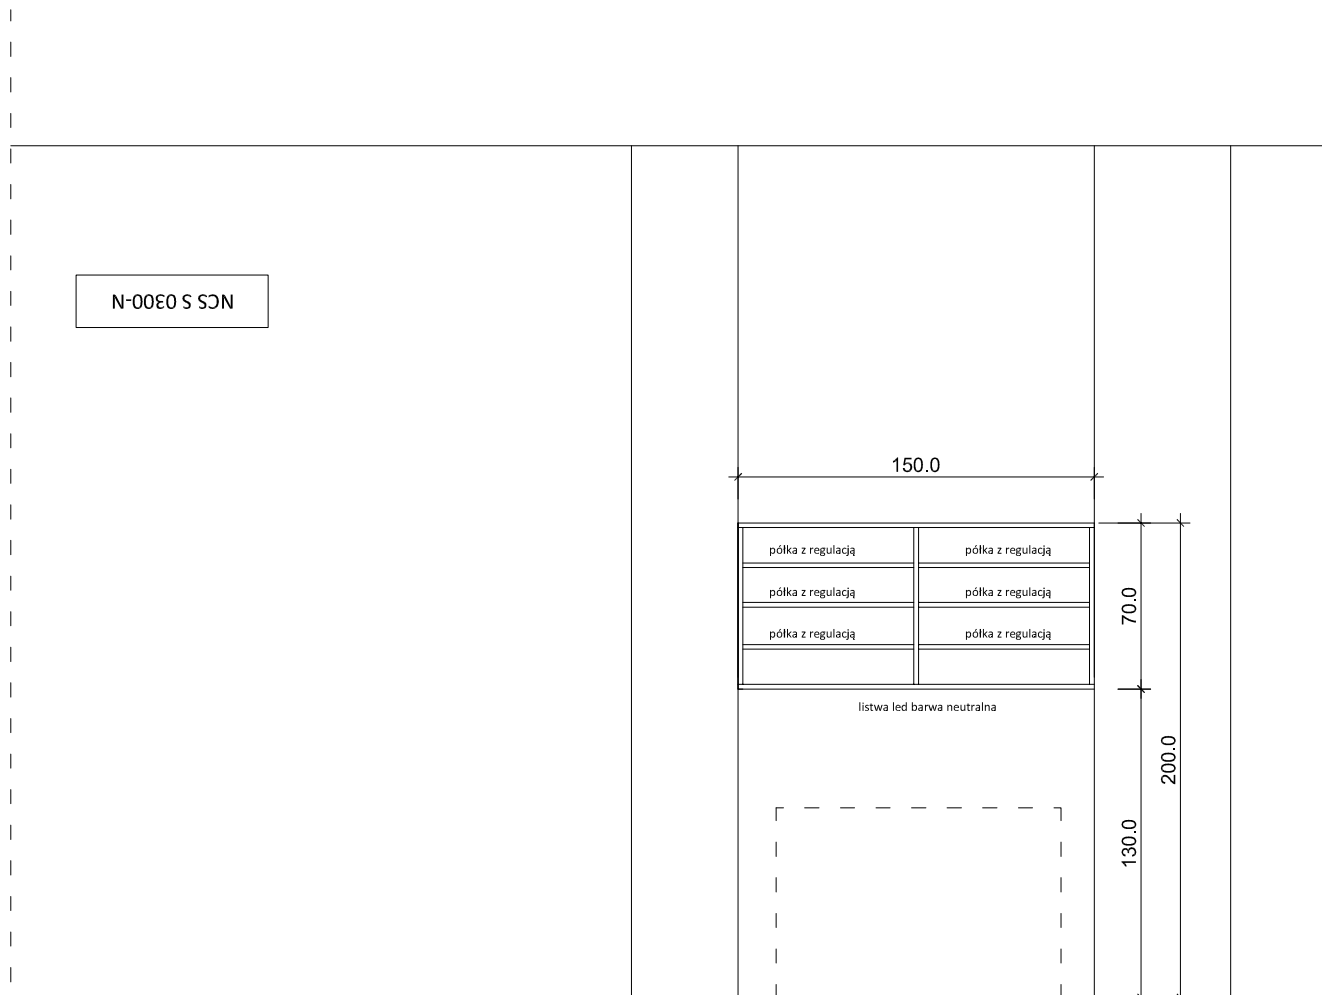 NCS S 0300-N
150.0
półka z regulacją
półka z regulacją
półka z regulacją
półka z regulacją
półka z regulacją
półka z regulacją
70.0
listwa led barwa neutralna
200.0
130.0